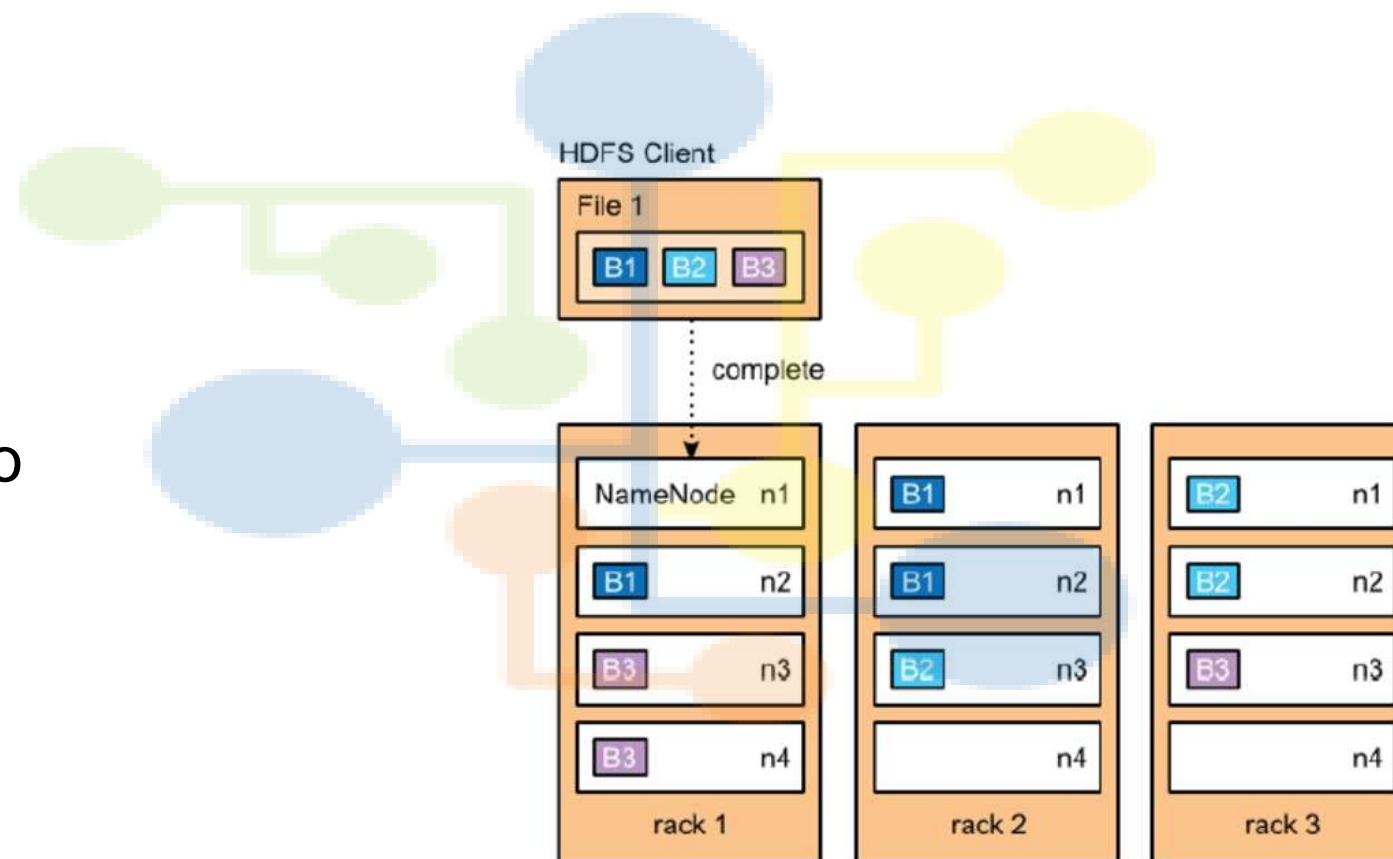 HDFS Client
File 1
B1 B2 B3
complete
o
NameNode n1
B1 n2
B3 n3
B3 n4
rack 1
B1 n1
B1 n2
B2 n3
n4
rack 2
B2 n1
B2 n2
B3 n3
n4
rack 3